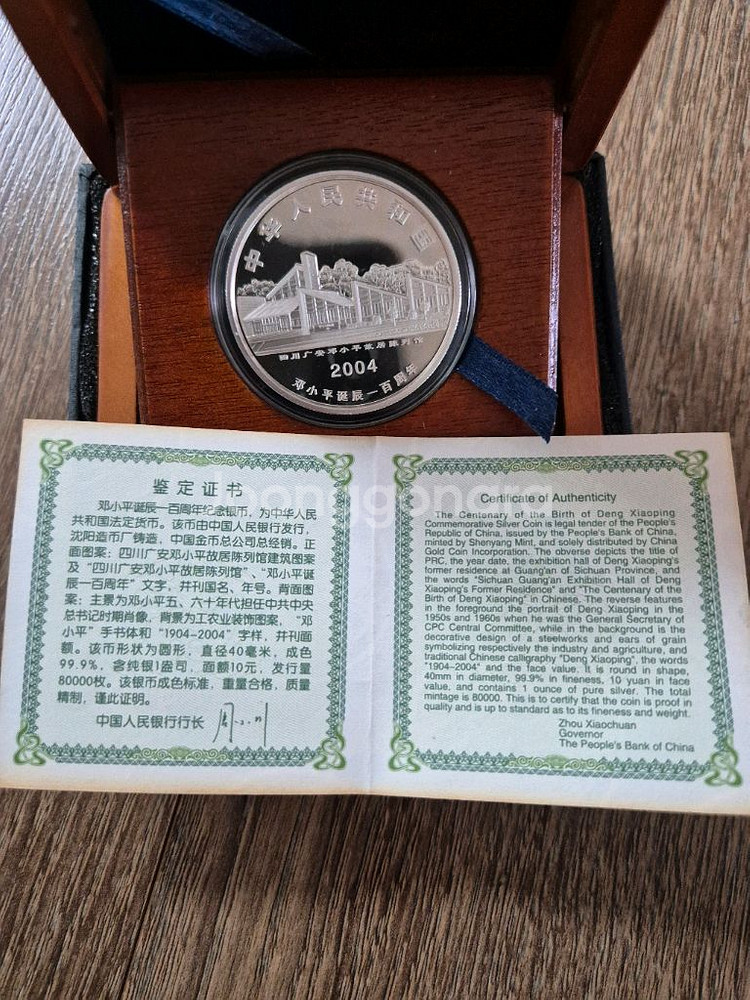 中华人民共和国
四川广安邓小平故居陈列馆
2004
邓小平诞辰一百周年
鉴定证书
邓小平诞辰一百周年纪念银币，为中华人民
共和国法定货币。该币由中国人民银行发行，
沈阳造币厂铸造，中国金币总公司总经销。正
面图案：四川广安邓小平故居陈列馆建筑图案
及“四川广安邓小平故居陈列馆”、“邓小平诞
辰一百周年”文字，并刊国名、年号。背面图
案：主景为邓小平五、六十年代担任中共中央
总书记时期肖像，背景为工农业装饰图案，“邓
小平”手书体和“1904-2004”字样，并刊面
额。该币形状为圆形，直径40毫米，成色
99.9%，含纯银1盎司，面额10元，发行量
80000枚。该银币成色标准，重量合格，质量
精制，谨此证明。
中国人民银行行长
Certificate of Authenticity
The Centenary of the Birth of Deng Xiaoping
Commemorative Silver Coin is legal tender of the People's
Republic of China, issued by the People's Bank of China,
minted by Shenyang Mint, and solely distributed by China
Gold Coin Incorporation. The obverse depicts the title of
PRC, the year date, the exhibition hall of Deng Xiaoping's
former residence at Guang'an of Sichuan Province, and
the words "Sichuan Guang'an Exhibition Hall of Deng
Xiaoping's Former Residence" and "The Centenary of the
Birth of Deng Xiaoping" in Chinese. The reverse features
in the foreground the portrait of Deng Xiaoping in the
1950s and 1960s when he was the General Secretary of
CPC Central Committee, while in the background is the
decorative design of a steelworks and ears of grain
symbolizing respectively the industry and agriculture, and
traditional Chinese calligraphy "Deng Xiaoping", the words
"1904-2004" and the face value. It is round in shape,
40mm in diameter, 99.9% in fineness, 10 yuan in face
value, and contains 1 ounce of pure silver. The total
mintage is 80000. This is to certify that the coin is proof in
quality and is up to standard as to its fineness and weight.
Zhou Xiaochuan
Governor
The People's Bank of China